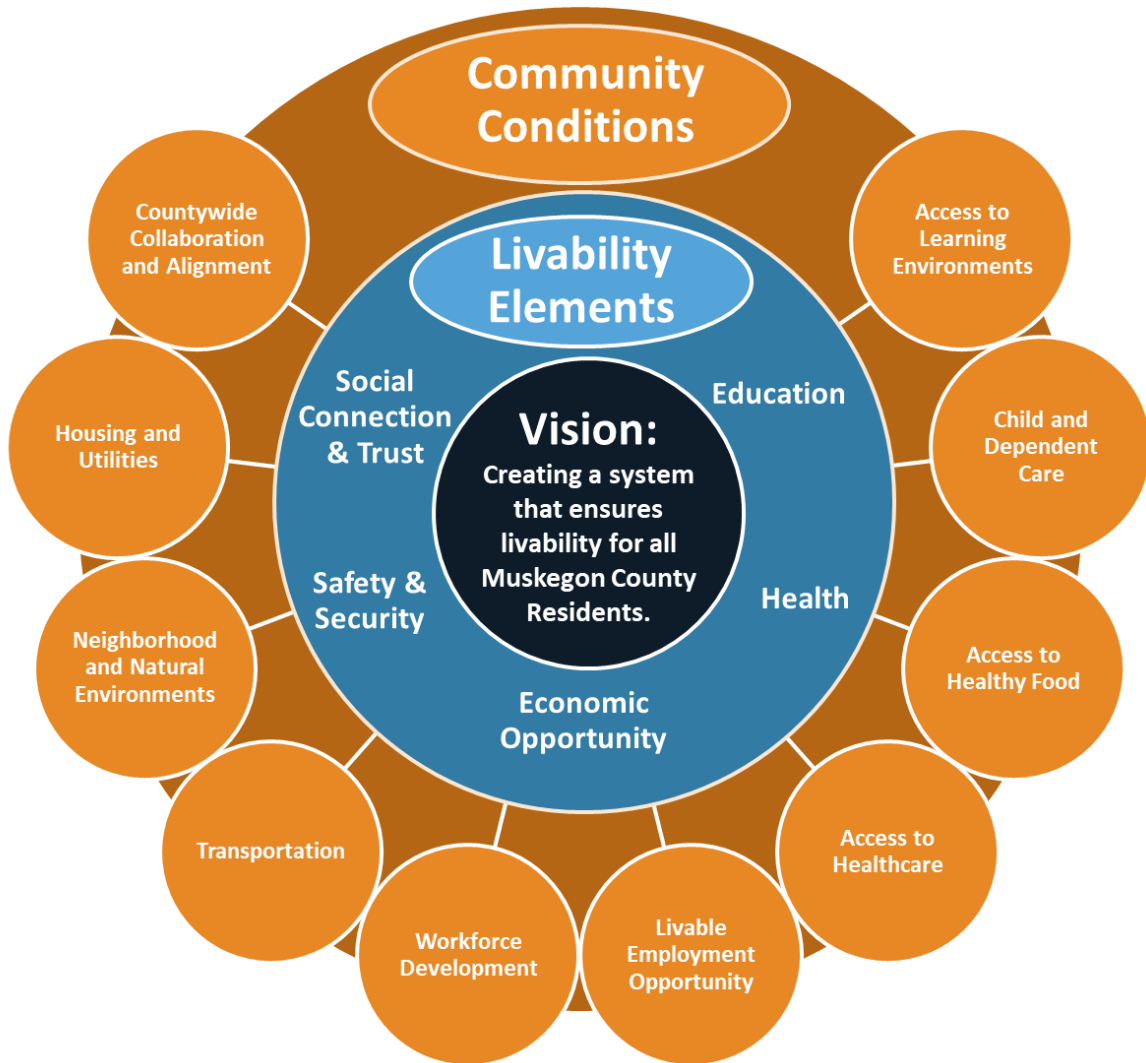 Community
Conditions
Livability
Elements
Vision:
Creating a system
that ensures
livability for all
Muskegon County
Residents.
Education
Health
Economic
Opportunity
Safety &
Security
Social
Connection
& Trust
Access to
Learning
Environments
Child and
Dependent
Care
Access to
Healthy Food
Access to
Healthcare
Livable
Employment
Opportunity
Workforce
Development
Transportation
Neighborhood
and Natural
Environments
Housing and
Utilities
Countywide
Collaboration
and Alignment